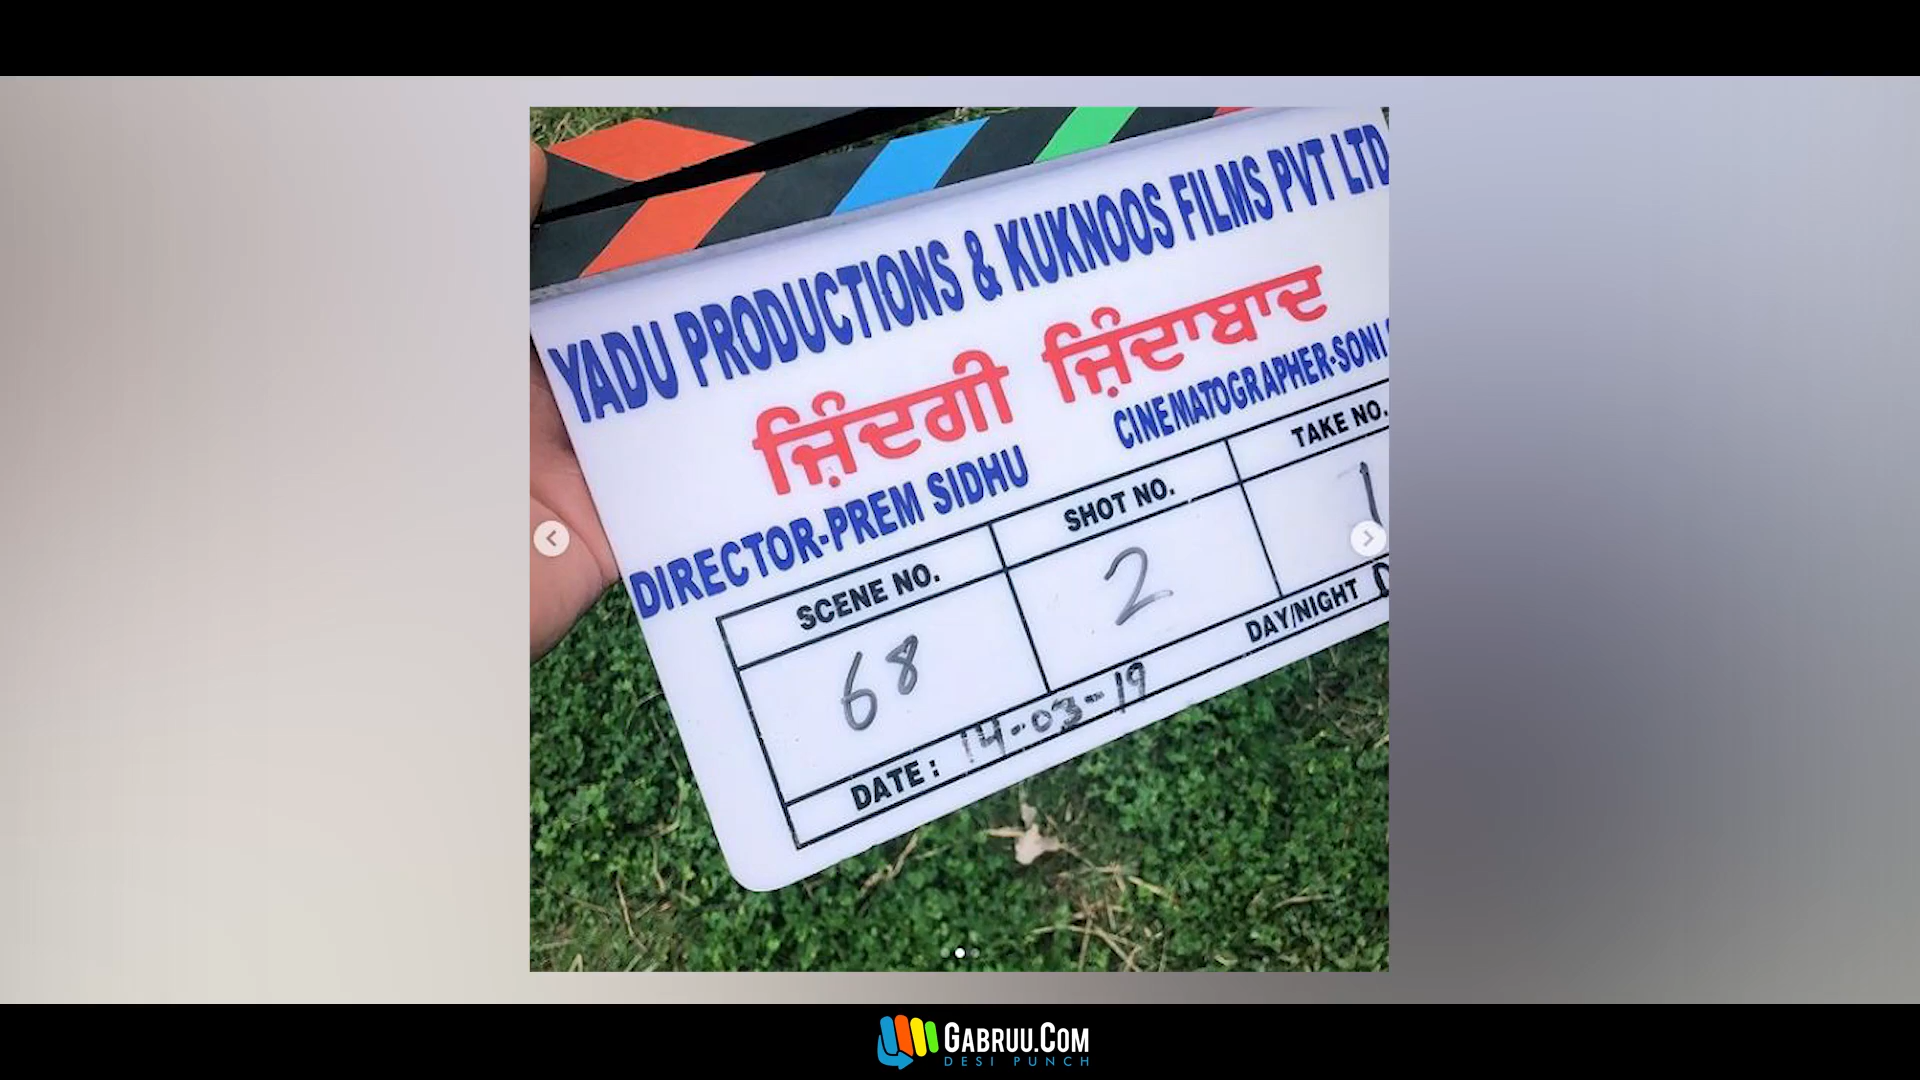 YADU PRODUCTIONS & KUKNOOS FILMS PVT LTD
ਜ਼ਿੰਦਗੀ ਜ਼ਿੰਦਾਬਾਦ
DIRECTOR-PREM SIDHU CINEMATOGRAPHER-SONI
SCENE NO. SHOT NO. TAKE NO.
68 2 1
DATE : 14-03-19 DAY/NIGHT
GABRUU.COM
DESI PUNCH